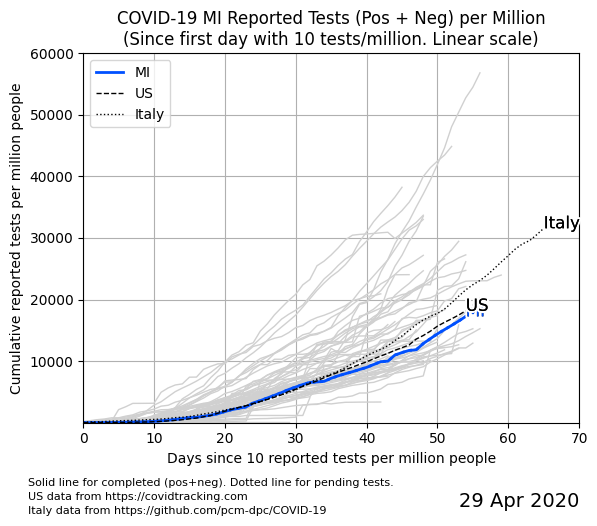 COVID-19 MI Reported Tests (Pos + Neg) per Million
(Since first day with 10 tests/million. Linear scale)
60000
50000
40000
30000
20000
10000
Cumulative reported tests per million people
MI
US
Italy
Italy
US
0
10
20
30
40
50
60
70
Days since 10 reported tests per million people
Solid line for completed (pos+neg). Dotted line for pending tests.
US data from https://covidtracking.com
Italy data from https://github.com/pcm-dpc/COVID-19
29 Apr 2020